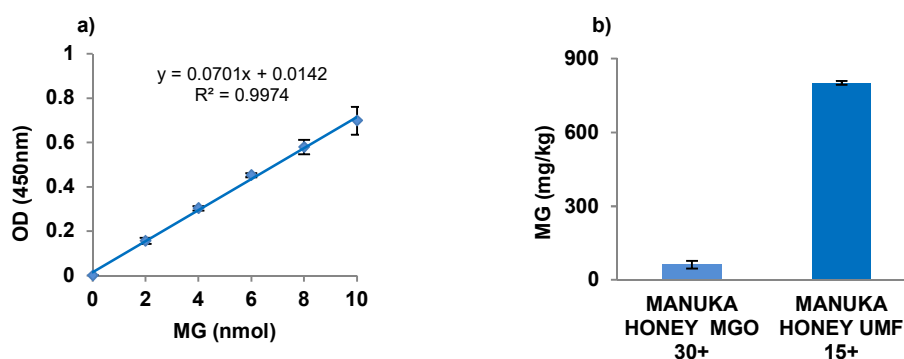 a)
y = 0.0701x + 0.0142
R² = 0.9974
1
0.8
0.6
0.4
0.2
0
OD (450nm)
0 2 4 6 8 10
MG (nmol)
b)
900
600
300
0
MG (mg/kg)
MANUKA
HONEY MGO
30+
MANUKA
HONEY UMF
15+